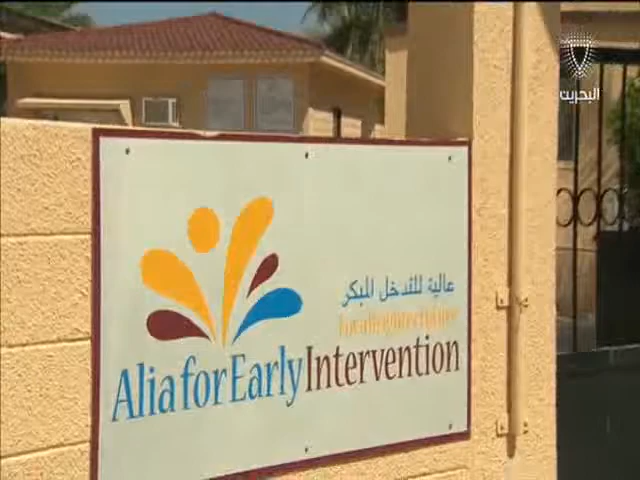 البحرين
عالية للتدخل المبكر
Alia for Early Intervention